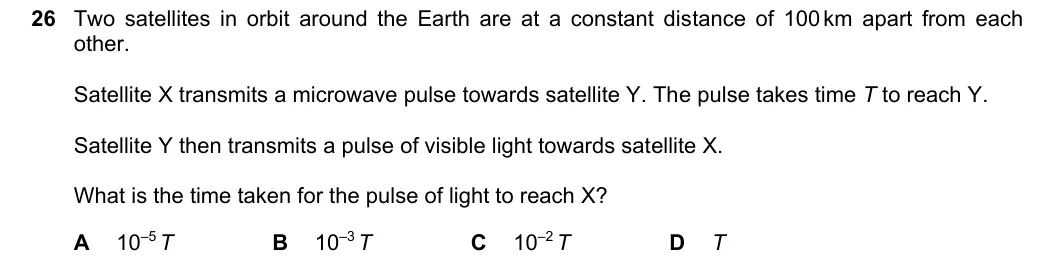 26 Two satellites in orbit around the Earth are at a constant distance of 100 km apart from each
other.
Satellite X transmits a microwave pulse towards satellite Y. The pulse takes time T to reach Y.
Satellite Y then transmits a pulse of visible light towards satellite X.
What is the time taken for the pulse of light to reach X?
A 10⁻⁵ T B 10⁻³ T C 10⁻² T D T